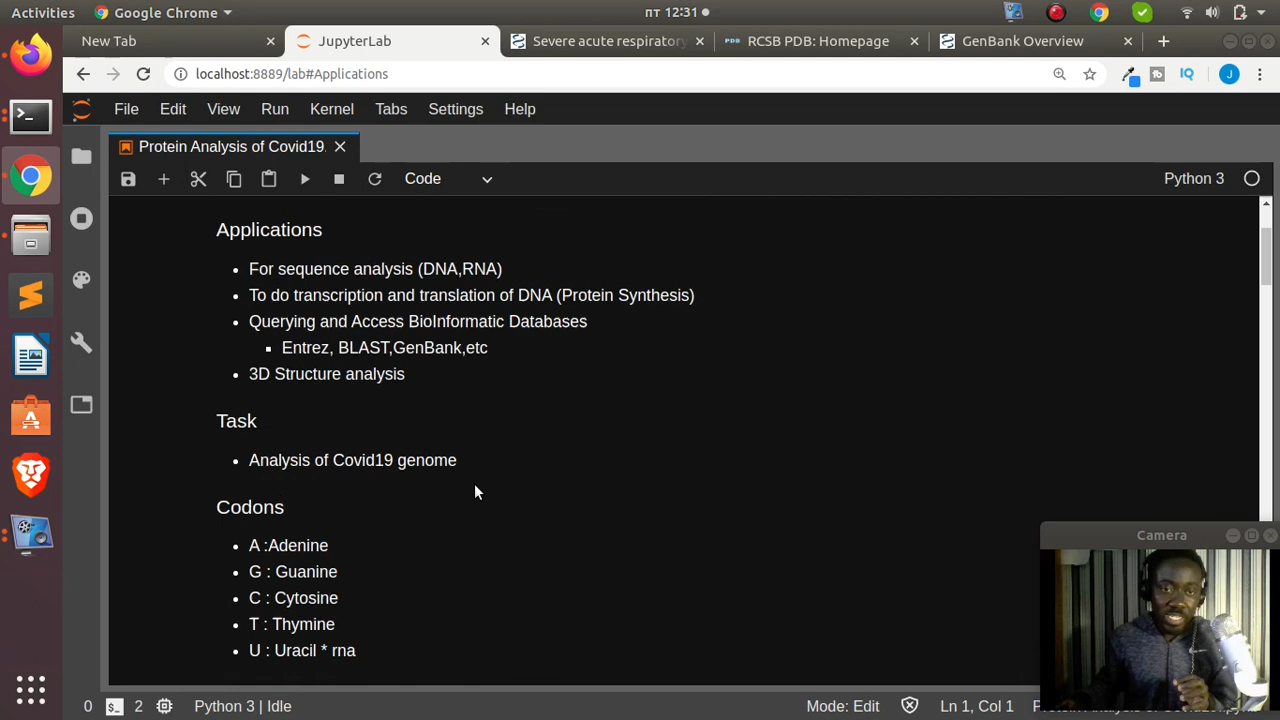 Activities
Google Chrome
пт 12:31
New Tab
JupyterLab
Severe acute respiratory
RCSB PDB: Homepage
GenBank Overview
localhost:8889/lab#Applications
File Edit View Run Kernel Tabs Settings Help
Protein Analysis of Covid19
Code
Python 3
Applications
For sequence analysis (DNA,RNA)
To do transcription and translation of DNA (Protein Synthesis)
Querying and Access BioInformatic Databases
Entrez, BLAST,GenBank,etc
3D Structure analysis
Task
Analysis of Covid19 genome
Codons
A :Adenine
G : Guanine
C : Cytosine
T : Thymine
U : Uracil * rna
Camera
0
2
Python 3 | Idle
Mode: Edit
Ln 1, Col 1